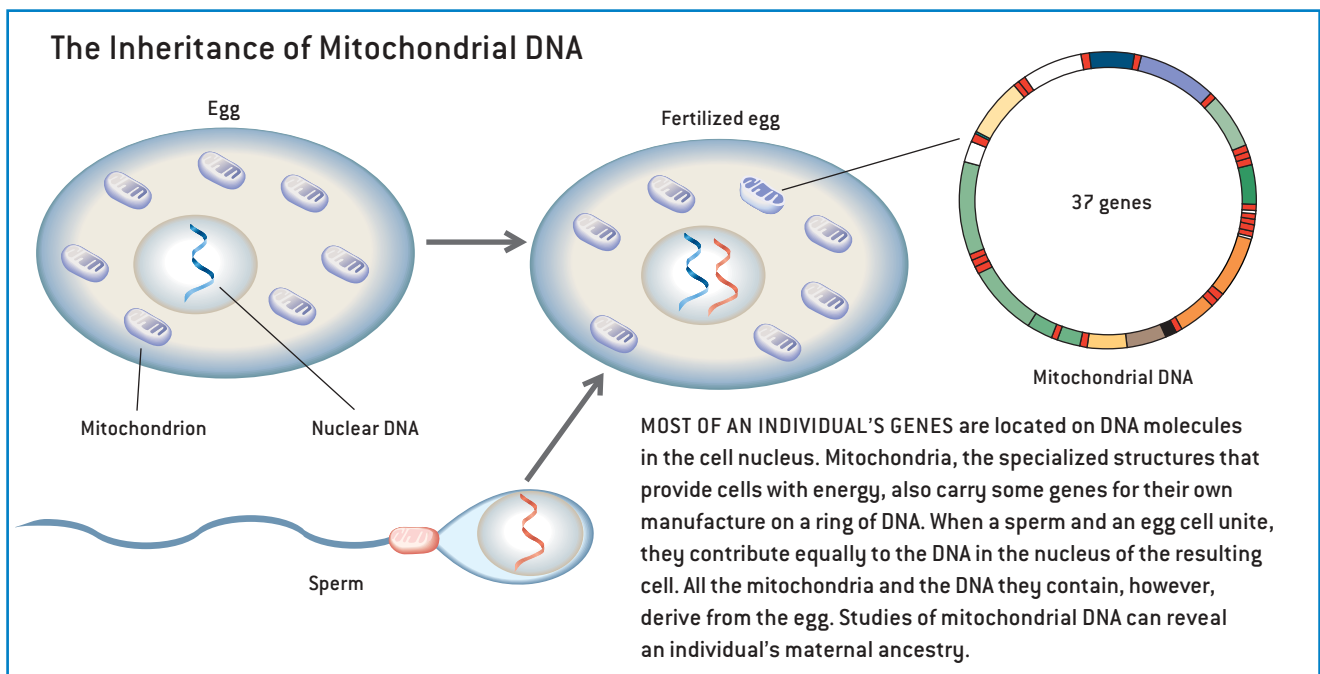 The Inheritance of Mitochondrial DNA
Egg
Fertilized egg
37 genes
Mitochondrial DNA
Mitochondrion
Nuclear DNA
Sperm
MOST OF AN INDIVIDUAL'S GENES are located on DNA molecules
in the cell nucleus. Mitochondria, the specialized structures that
provide cells with energy, also carry some genes for their own
manufacture on a ring of DNA. When a sperm and an egg cell unite,
they contribute equally to the DNA in the nucleus of the resulting
cell. All the mitochondria and the DNA they contain, however,
derive from the egg. Studies of mitochondrial DNA can reveal
an individual's maternal ancestry.